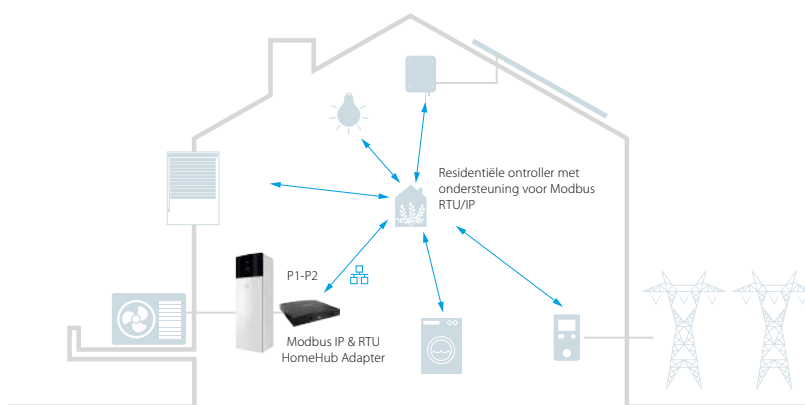 Residentiële ontroller met
ondersteuning voor Modbus
RTU/IP
P1-P2
Modbus IP & RTU
HomeHub Adapter